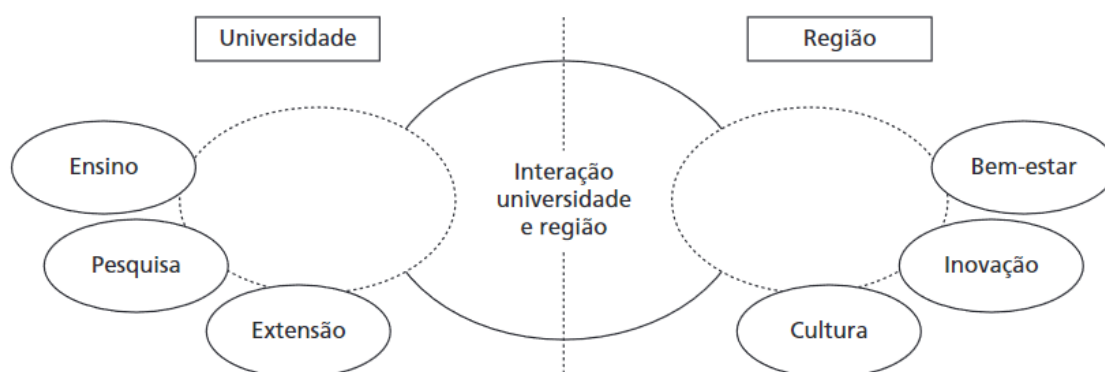 Universidade
Região
Ensino
Pesquisa
Extensão
Interação
universidade
e região
Bem-estar
Inovação
Cultura